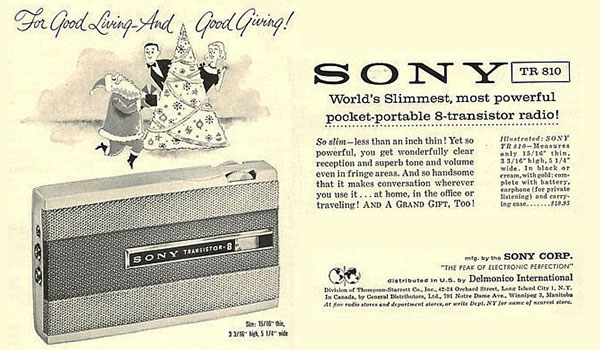 For Good Living-And Good Giving!
SONY TRANSISTOR-8
Size: 15/16" thin,
3 3/16" high, 5 1/4" wide
SONY TR 810
World's Slimmest, most powerful
pocket-portable 8-transistor radio!
So slim—less than an inch thin! Yet so
powerful, you get wonderfully clear
reception and superb tone and volume
even in fringe areas. And so handsome
that it makes conversation wherever
you use it . . . at home, in the office or
traveling! AND A GRAND GIFT, TOO!
Illustrated: SONY
TR 810—Measures
only 15/16" thin,
3 3/16" high, 5 1/4"
wide. In black or
cream, with gold: com-
plete with battery,
earphone (for private
listening) and carry-
ing case.......$59.95
mfg. by the SONY CORP.
"THE PEAK OF ELECTRONIC PERFECTION"
distributed in U.S. by Delmonico International
Division of Thompson-Starrett Co., Inc., 42-24 Orchard Street, Long Island City 1, N.Y.
In Canada, by General Distributors, Ltd., 791 Notre Dame Ave., Winnipeg 3, Manitoba
At fine radio stores and department stores, or write Dept. NY for name of nearest store.